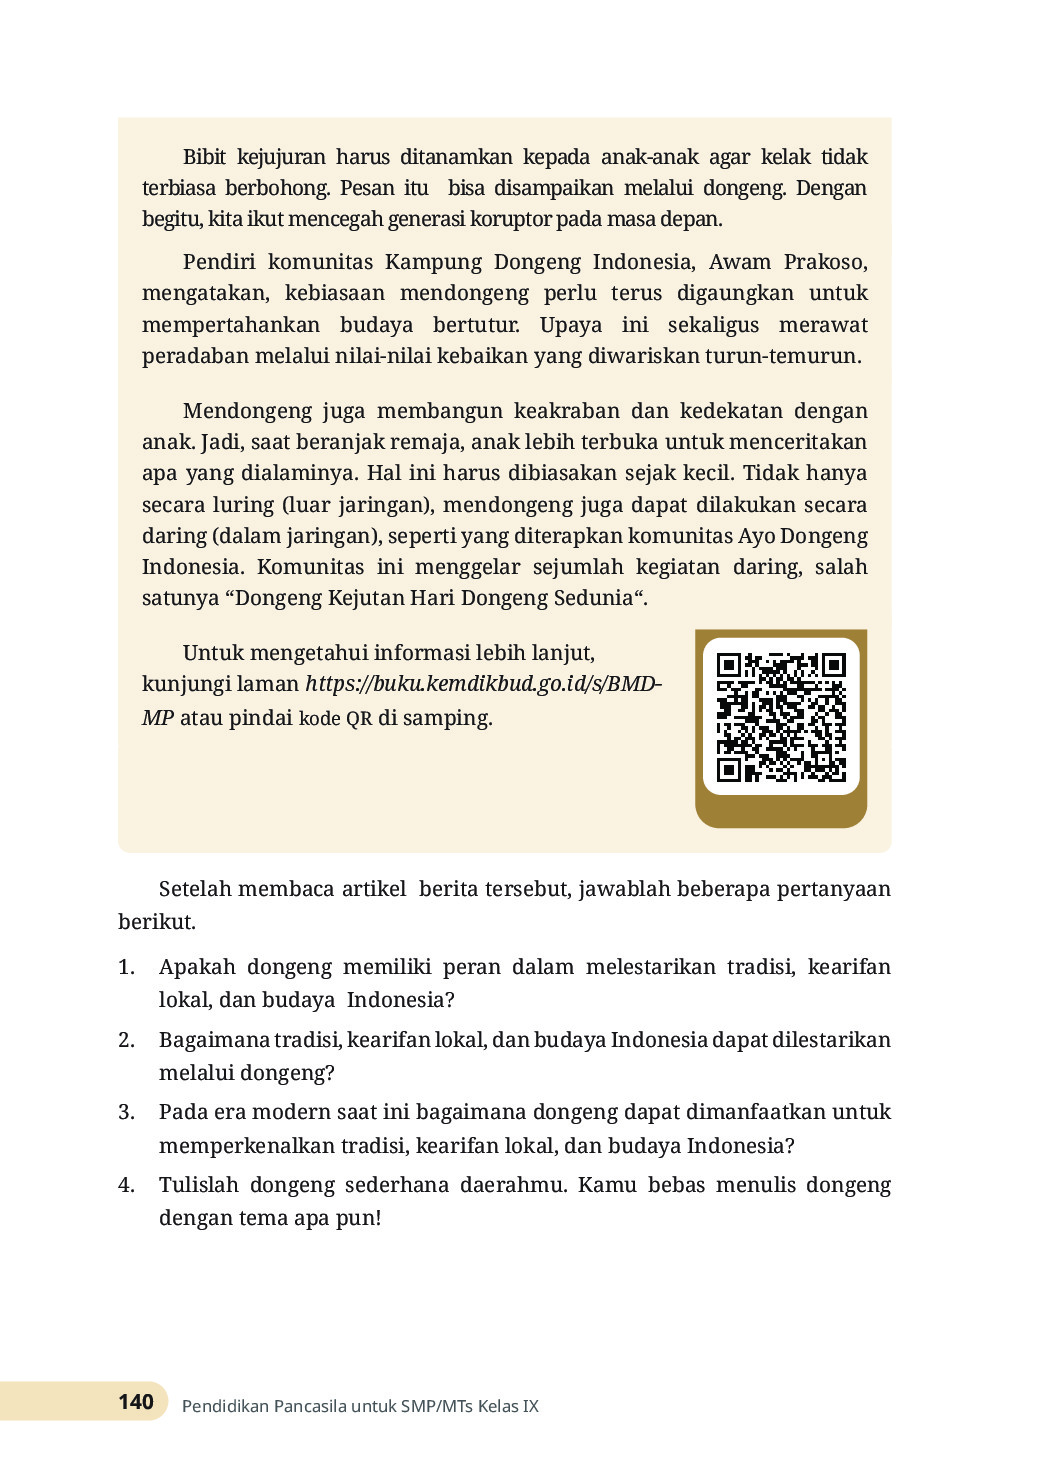 Bibit kejujuran harus ditanamkan kepada anak-anak agar kelak tidak
terbiasa berbohong. Pesan itu bisa disampaikan melalui dongeng. Dengan
begitu, kita ikut mencegah generasi koruptor pada masa depan.
Pendiri komunitas Kampung Dongeng Indonesia, Awam Prakoso,
mengatakan, kebiasaan mendongeng perlu terus digaungkan untuk
mempertahankan budaya bertutur. Upaya ini sekaligus merawat
peradaban melalui nilai-nilai kebaikan yang diwariskan turun-temurun.
Mendongeng juga membangun keakraban dan kedekatan dengan
anak. Jadi, saat beranjak remaja, anak lebih terbuka untuk menceritakan
apa yang dialaminya. Hal ini harus dibiasakan sejak kecil. Tidak hanya
secara luring (luar jaringan), mendongeng juga dapat dilakukan secara
daring (dalam jaringan), seperti yang diterapkan komunitas Ayo Dongeng
Indonesia. Komunitas ini menggelar sejumlah kegiatan daring, salah
satunya “Dongeng Kejutan Hari Dongeng Sedunia“.
Untuk mengetahui informasi lebih lanjut,
kunjungi laman https://buku.kemdikbud.go.id/s/BMD-
MP atau pindai kode QR di samping.
Setelah membaca artikel berita tersebut, jawablah beberapa pertanyaan
berikut.
1. Apakah dongeng memiliki peran dalam melestarikan tradisi, kearifan
lokal, dan budaya Indonesia?
2. Bagaimana tradisi, kearifan lokal, dan budaya Indonesia dapat dilestarikan
melalui dongeng?
3. Pada era modern saat ini bagaimana dongeng dapat dimanfaatkan untuk
memperkenalkan tradisi, kearifan lokal, dan budaya Indonesia?
4. Tulislah dongeng sederhana daerahmu. Kamu bebas menulis dongeng
dengan tema apa pun!
140 Pendidikan Pancasila untuk SMP/MTs Kelas IX